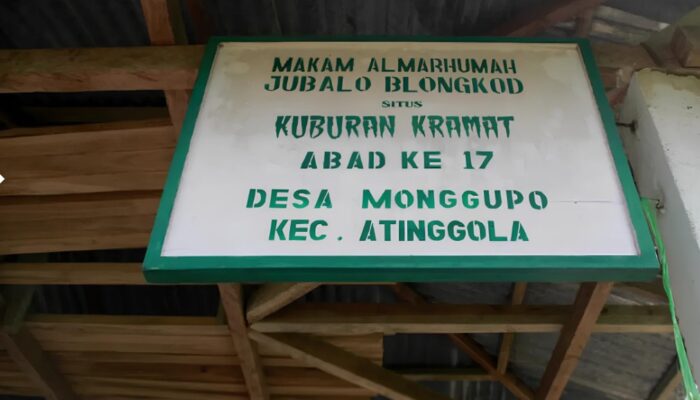 MAKAM ALMARHUMAH
JUBALO BLONGKOD
SITUS
KUBURAN KRAMAT
ABAD KE 17
DESA MONGGUPO
KEC. ATINGGOLA